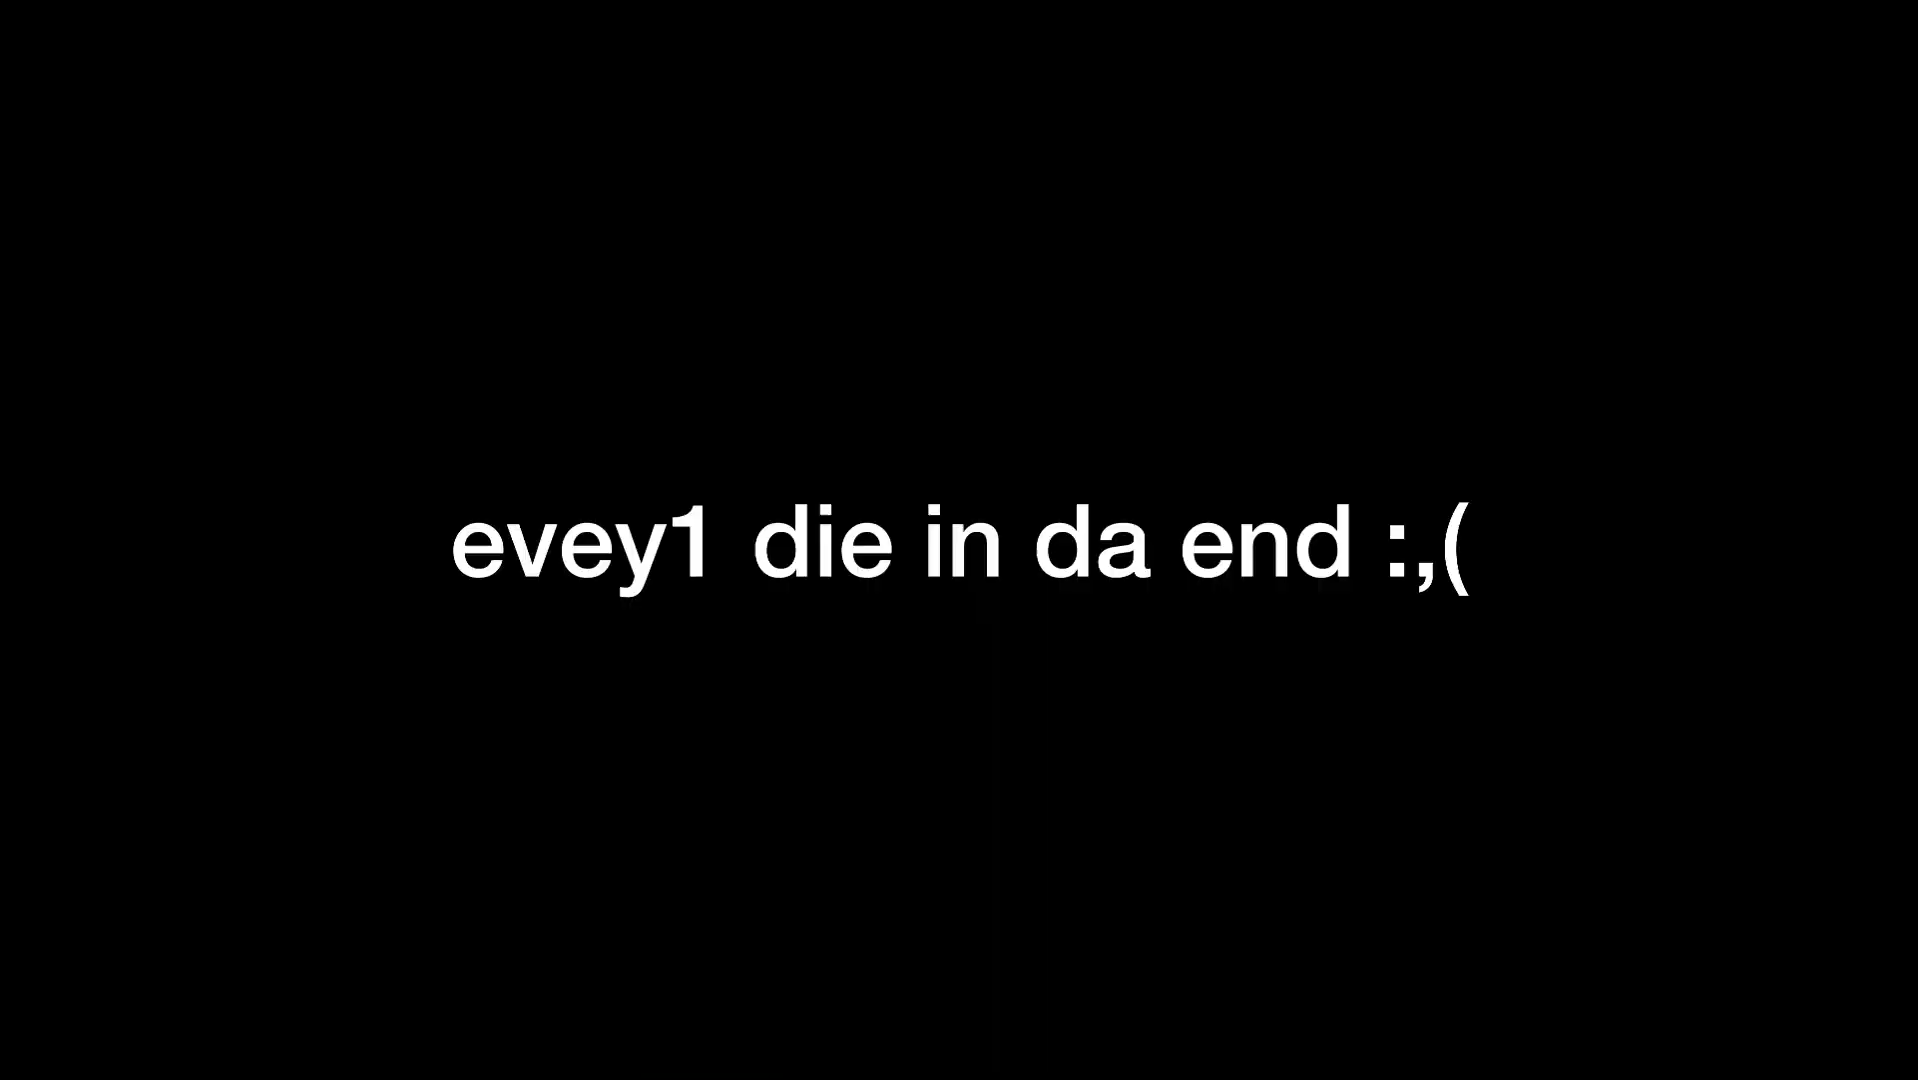 evey1 die in da end :,(